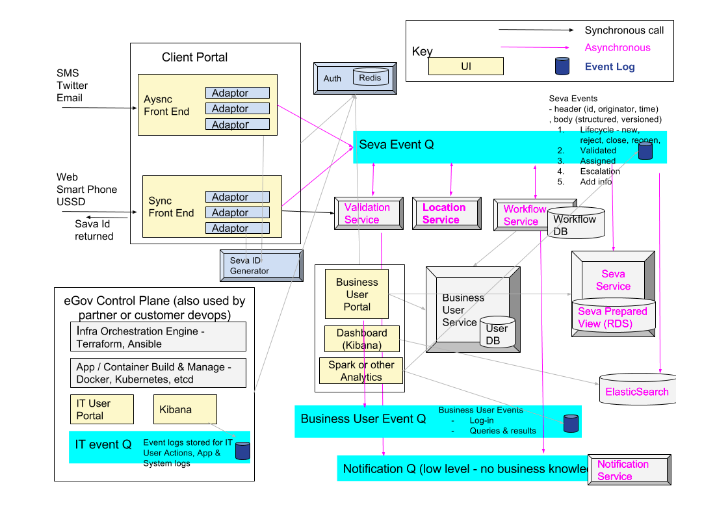 Key
Synchronous call
Asynchronous
UI
Event Log
Client Portal
SMS
Twitter
Email
Aysnc
Front End
Adaptor
Adaptor
Adaptor
Auth
Redis
Seva Events
- header (id, originator, time)
, body (structured, versioned)
1. Lifecycle - new,
reject, close, reopen,
2. Validated
3. Assigned
4. Escalation
5. Add info
Seva Event Q
Web
Smart Phone
USSD
Sava Id
returned
Sync
Front End
Adaptor
Adaptor
Adaptor
Validation
Service
Location
Service
Workflow
Service
Workflow
DB
Seva ID
Generator
Seva
Service
Seva Prepared
View (RDS)
Business
User
Portal
Business
User
Service
User
DB
Dashboard
(Kibana)
Spark or other
Analytics
ElasticSearch
eGov Control Plane (also used by
partner or customer devops)
Infra Orchestration Engine -
Terraform, Ansible
App / Container Build & Manage -
Docker, Kubernetes, etcd
IT User
Portal
Kibana
IT event Q
Event logs stored for IT
User Actions, App &
System logs
Business User Event Q
Business User Events
- Log-in
- Queries & results
Notification Q (low level - no business knowle
Notification
Service